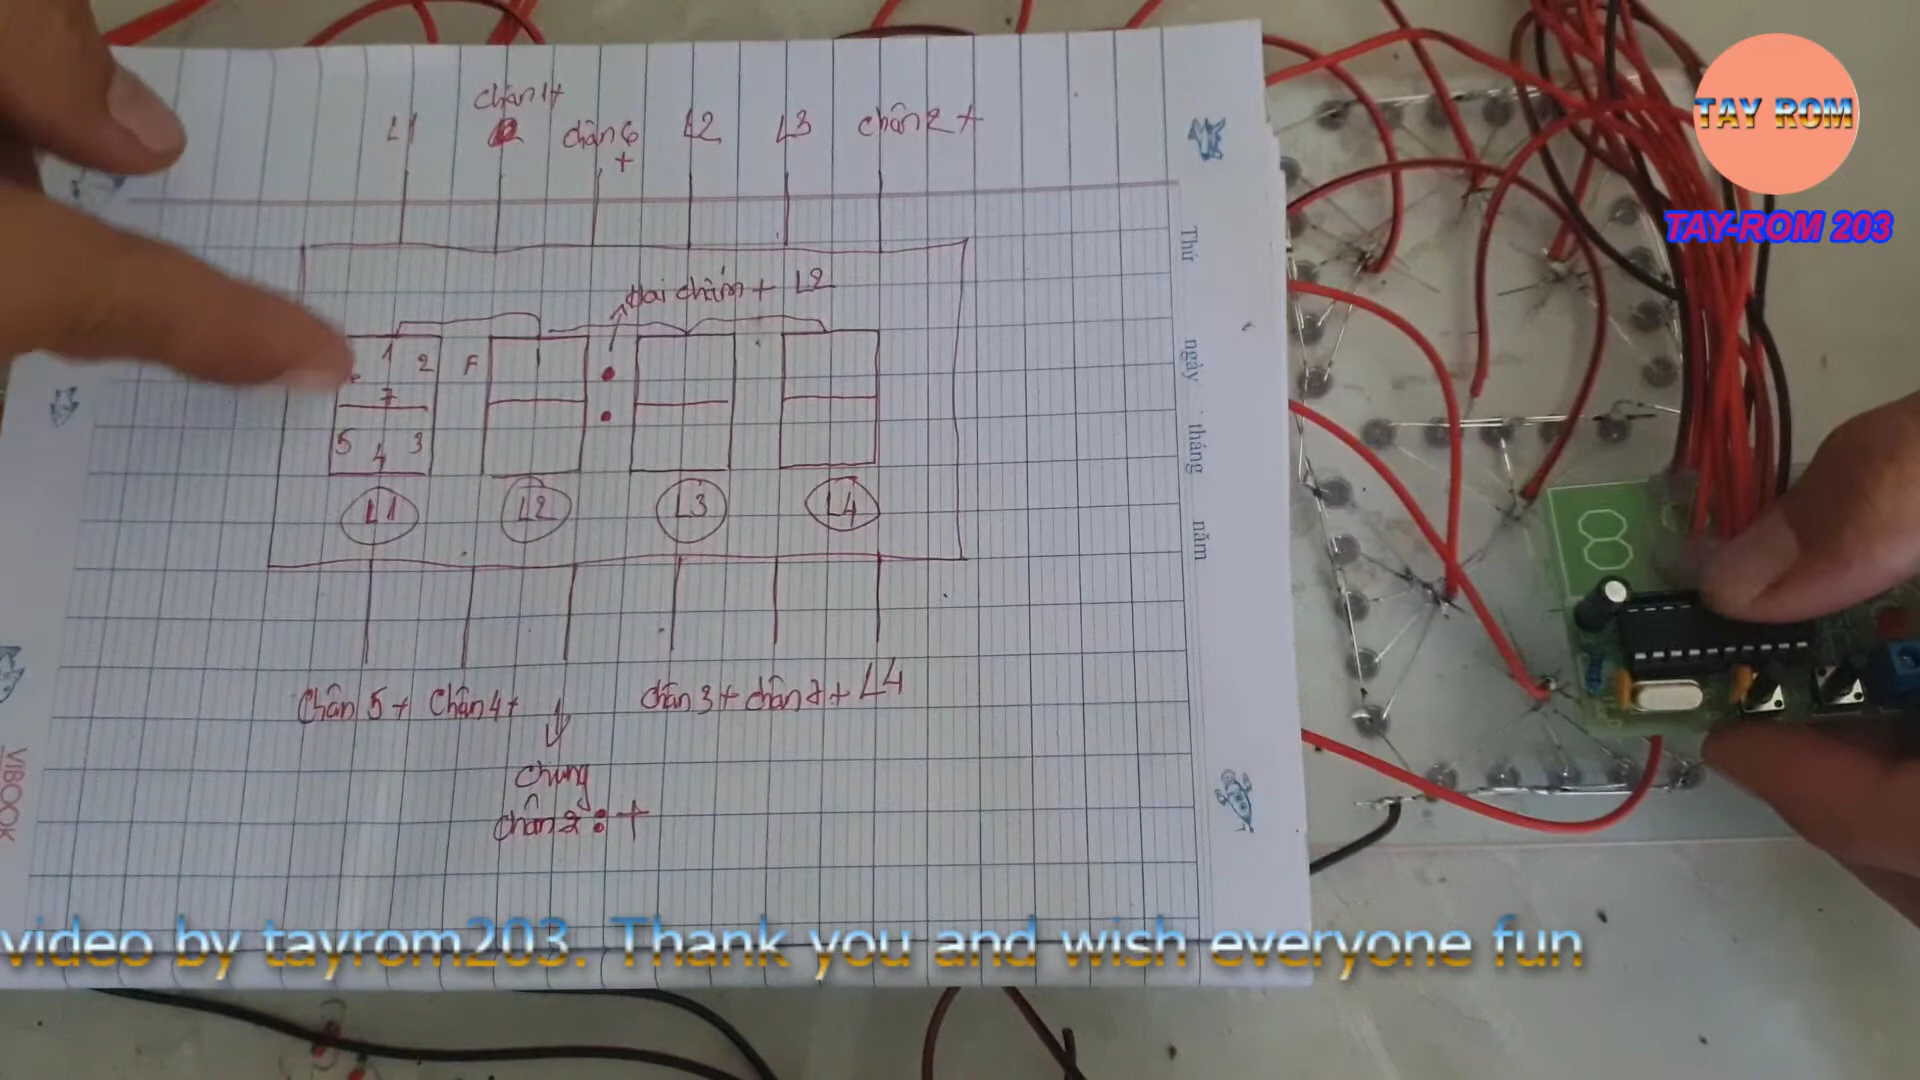 TAY ROM
TAY-ROM 203
L1
chân 1+
chân 6
+
L2
L3
chân 2 +
Thứ
ngày
tháng
năm
Hai chấm + L2
1
2
7
5
4
3
F
L1
L2
L3
L4
chân 5 + chân 4+
chân 3 + chân 7 + L4
chung
chân 2 : +
VIBOOK
8
video by tayrom203. Thank you and wish everyone fun